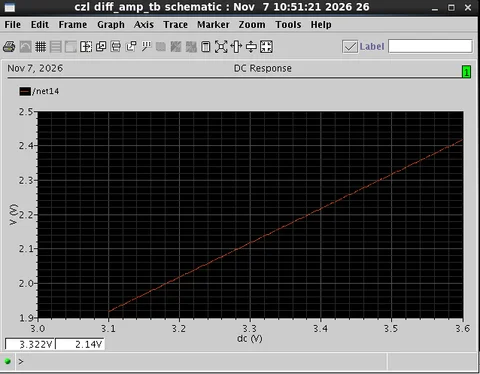 czl diff_amp_tb schematic : Nov 7 10:51:21 2026 26
File Edit Frame Graph Axis Trace Marker Zoom Tools Help
Label
Nov 7, 2026 DC Response 1
/net14
2.5
2.4
2.3
2.2
2.1
2.0
1.9
V (V)
3.0 3.1 3.2 3.3 3.4 3.5 3.6
dc (V)
3.322V 2.14V
>